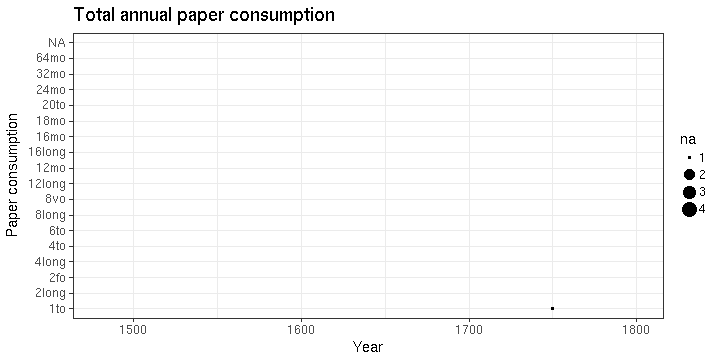 Total annual paper consumption
Paper consumption
NA
64mo
32mo
24mo
20to
18mo
16mo
16long
12mo
12long
8vo
8long
6to
4to
4long
2fo
2long
1to
1500
1600
1700
1800
Year
na
1
2
3
4